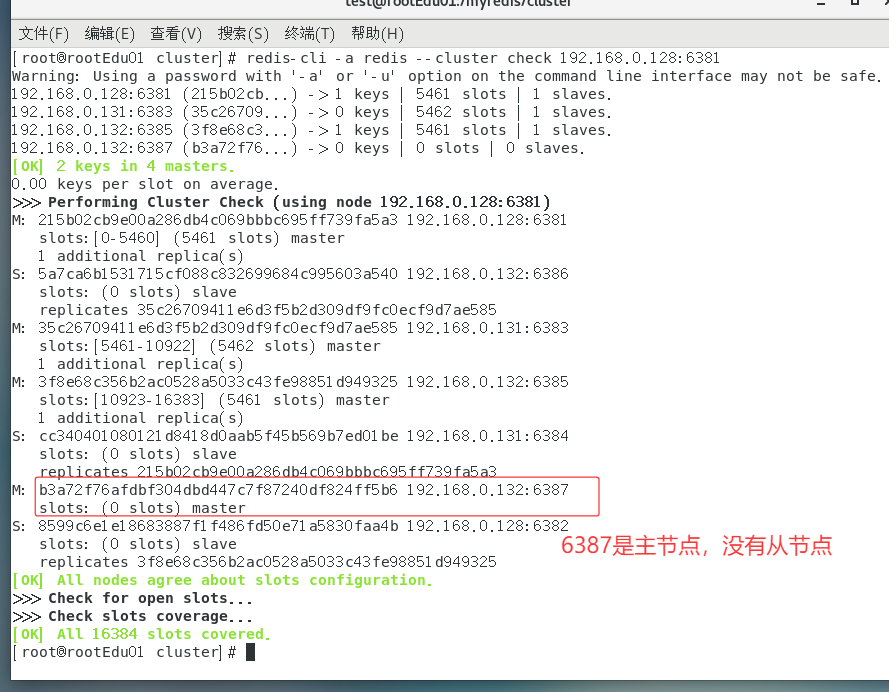 test@rootEdu01:/myredis/cluster
文件(F) 编辑(E) 查看(V) 搜索(S) 终端(T) 帮助(H)
[root@rootEdu01 cluster]# redis-cli -a redis --cluster check 192.168.0.128:6381
Warning: Using a password with '-a' or '-u' option on the command line interface may not be safe.
192.168.0.128:6381 (215b02cb...) -> 1 keys | 5461 slots | 1 slaves.
192.168.0.131:6383 (35c26709...) -> 0 keys | 5462 slots | 1 slaves.
192.168.0.132:6385 (3f8e68c3...) -> 1 keys | 5461 slots | 1 slaves.
192.168.0.132:6387 (b3a72f76...) -> 0 keys | 0 slots | 0 slaves.
[OK] 2 keys in 4 masters.
0.00 keys per slot on average.
>>> Performing Cluster Check (using node 192.168.0.128:6381)
M: 215b02cb9e00a286db4c069bbbc695ff739fa5a3 192.168.0.128:6381
slots:[0-5460] (5461 slots) master
1 additional replica(s)
S: 5a7ca6b1531715cf088c832699684c995603a540 192.168.0.132:6386
slots: (0 slots) slave
replicates 35c26709411e6d3f5b2d309df9fc0ecf9d7ae585
M: 35c26709411e6d3f5b2d309df9fc0ecf9d7ae585 192.168.0.131:6383
slots:[5461-10922] (5462 slots) master
1 additional replica(s)
M: 3f8e68c356b2ac0528a5033c43fe98851d949325 192.168.0.132:6385
slots:[10923-16383] (5461 slots) master
1 additional replica(s)
S: cc340401080121d8418d0aab5f45b569b7ed01be 192.168.0.131:6384
slots: (0 slots) slave
replicates 215b02cb9e00a286db4c069bbbc695ff739fa5a3
M: b3a72f76afdbf304dbd447c7f87240df824ff5b6 192.168.0.132:6387
slots: (0 slots) master
S: 8599c6e1e18683887f1f486fd50e71a5830faa4b 192.168.0.128:6382
slots: (0 slots) slave
6387是主节点，没有从节点
replicates 3f8e68c356b2ac0528a5033c43fe98851d949325
[OK] All nodes agree about slots configuration.
>>> Check for open slots...
>>> Check slots coverage...
[OK] All 16384 slots covered.
[root@rootEdu01 cluster]#